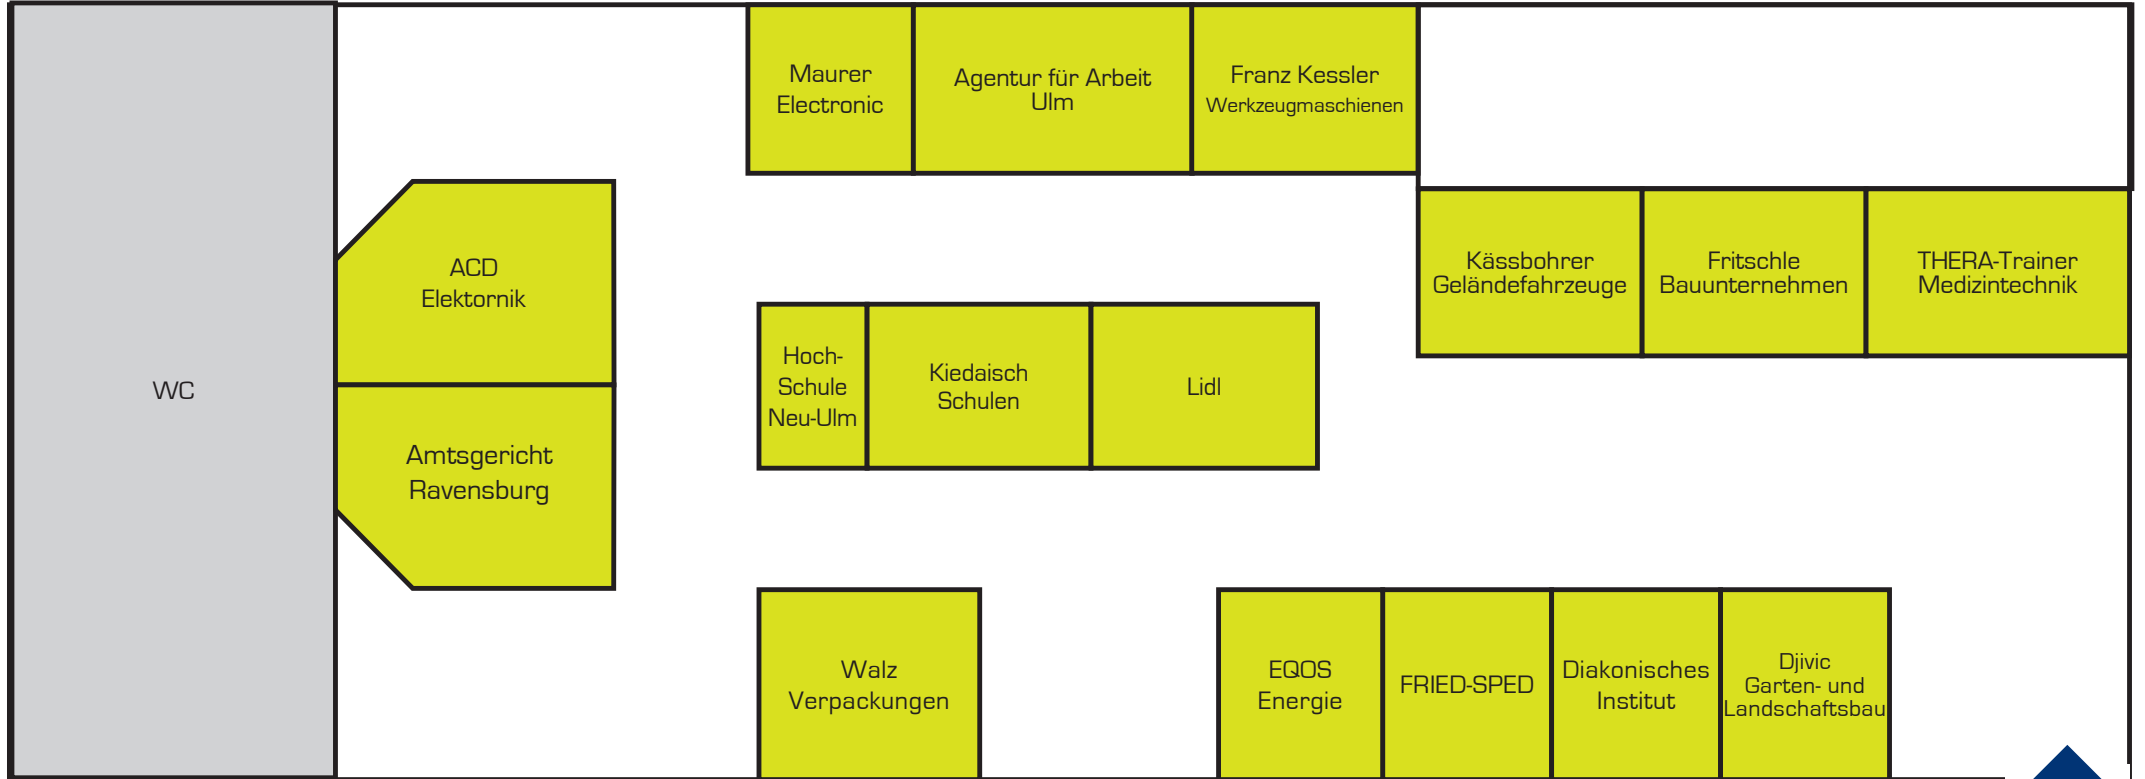 Maurer
Electronic
Agentur für Arbeit
Ulm
Franz Kessler
Werkzeugmaschienen
ACD
Elektornik
Kässbohrer
Geländefahrzeuge
Fritschle
Bauunternehmen
THERA-Trainer
Medizintechnik
WC
Hoch-
Schule
Neu-Ulm
Kiedaisch
Schulen
Lidl
Amtsgericht
Ravensburg
Walz
Verpackungen
EQOS
Energie
FRIED-SPED
Diakonisches
Institut
Djivic
Garten- und
Landschaftsbau